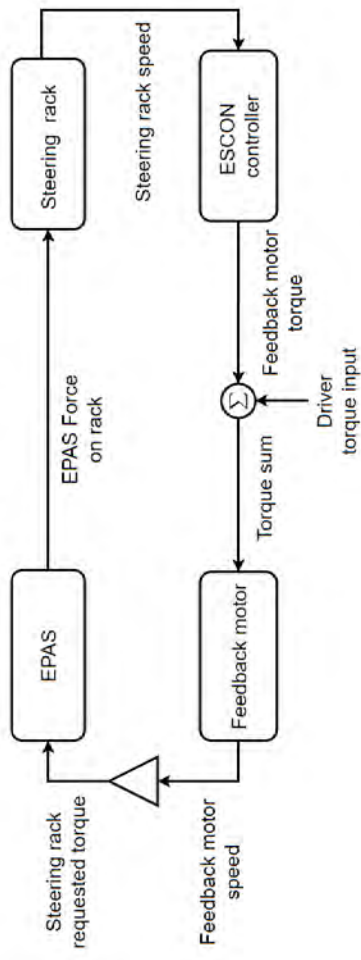 Steering rack
requested torque
EPAS
EPAS Force
on rack
Steering rack
Steering rack speed
Feedback motor
speed
Feedback motor
Torque sum
Σ
Driver
torque input
Feedback motor
torque
ESCON
controller